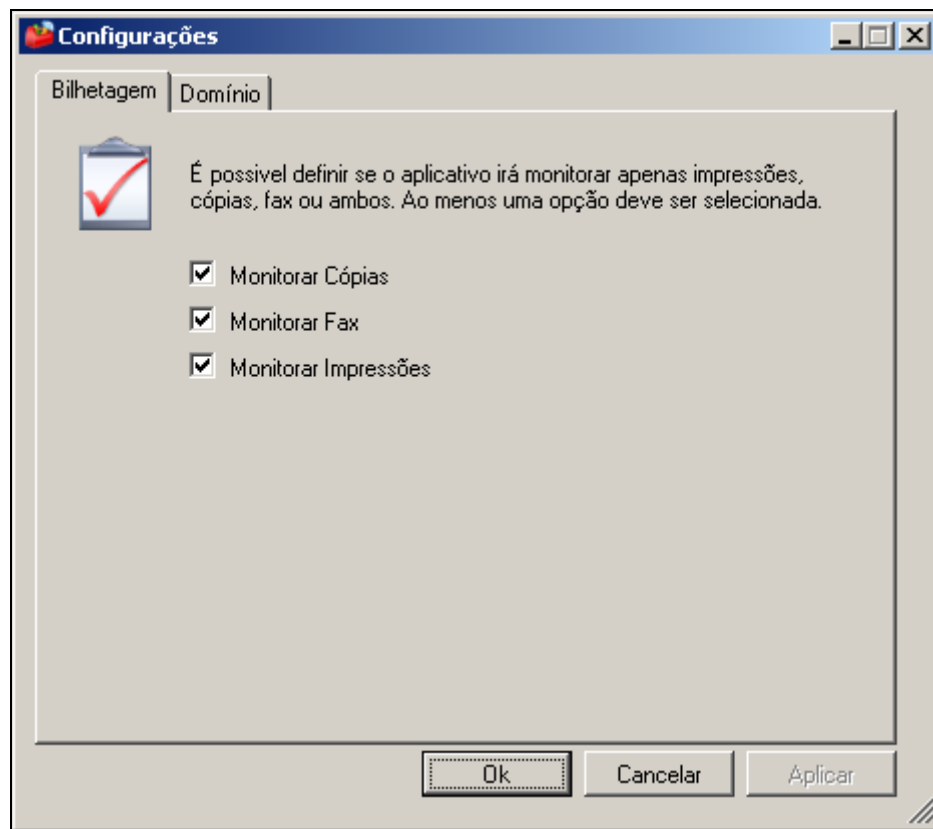 Configurações
Bilhetagem
Domínio
É possivel definir se o aplicativo irá monitorar apenas impressões,
cópias, fax ou ambos. Ao menos uma opção deve ser selecionada.
Monitorar Cópias
Monitorar Fax
Monitorar Impressões
Ok
Cancelar
Aplicar